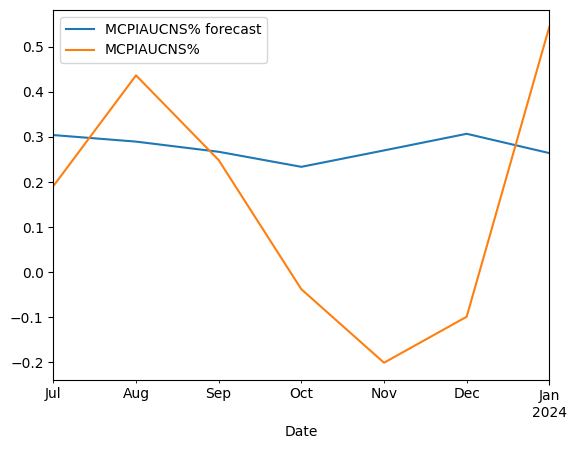 MCPIAUCNS% forecast
MCPIAUCNS%
0.5
0.4
0.3
0.2
0.1
0.0
−0.1
−0.2
Jul Aug Sep Oct Nov Dec Jan
2024
Date